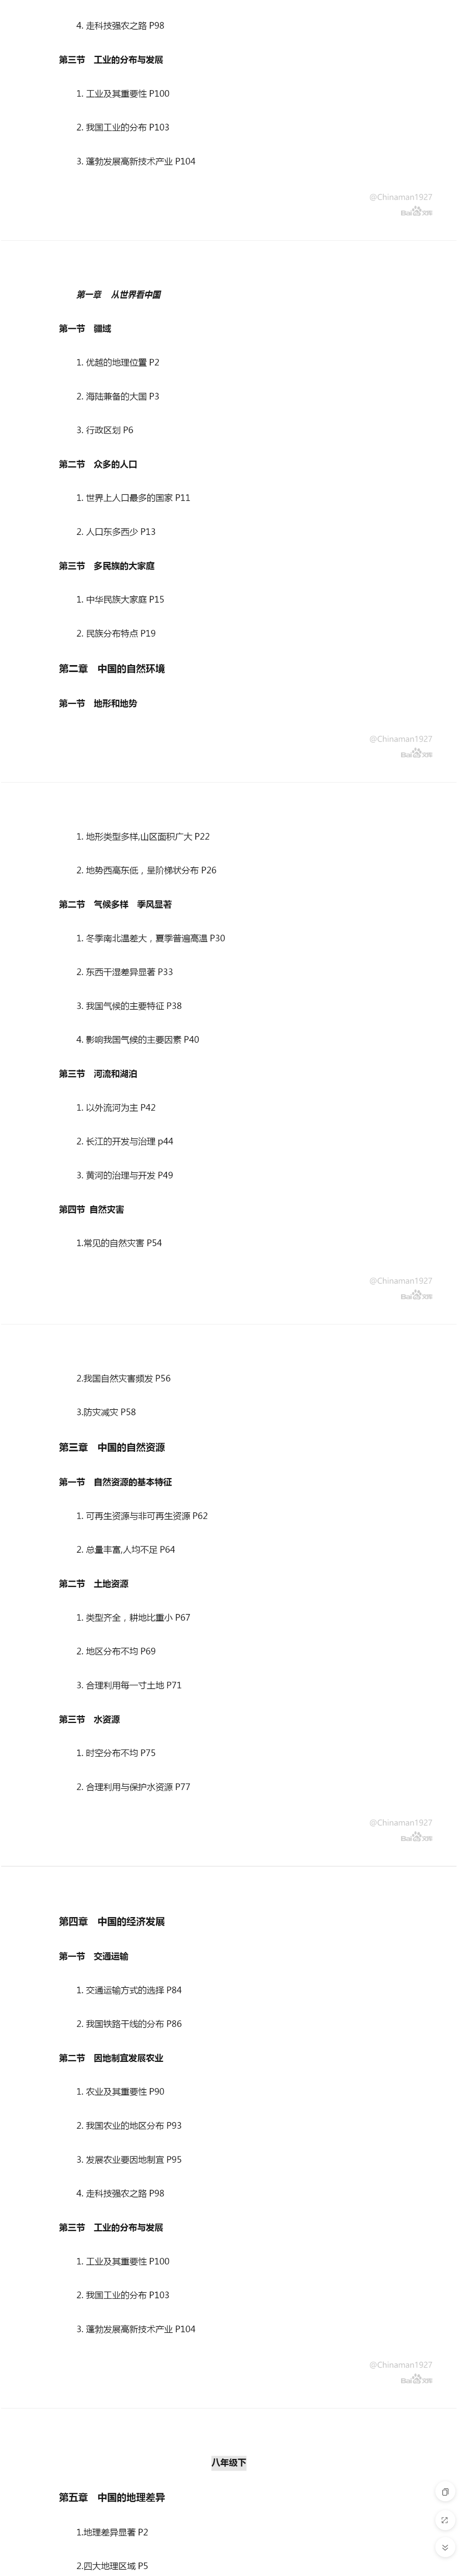 4. 走科技强农之路 P98
第三节　工业的分布与发展
1. 工业及其重要性 P100
2. 我国工业的分布 P103
3. 蓬勃发展高新技术产业 P104
@Chinaman1927
Bai文库
第一章　从世界看中国
第一节　疆域
1. 优越的地理位置 P2
2. 海陆兼备的大国 P3
3. 行政区划 P6
第二节　众多的人口
1. 世界上人口最多的国家 P11
2. 人口东多西少 P13
第三节　多民族的大家庭
1. 中华民族大家庭 P15
2. 民族分布特点 P19
第二章　中国的自然环境
第一节　地形和地势
@Chinaman1927
Bai文库
1. 地形类型多样,山区面积广大 P22
2. 地势西高东低，呈阶梯状分布 P26
第二节　气候多样　季风显著
1. 冬季南北温差大，夏季普遍高温 P30
2. 东西干湿差异显著 P33
3. 我国气候的主要特征 P38
4. 影响我国气候的主要因素 P40
第三节　河流和湖泊
1. 以外流河为主 P42
2. 长江的开发与治理 p44
3. 黄河的治理与开发 P49
第四节 自然灾害
1.常见的自然灾害 P54
@Chinaman1927
Bai文库
2.我国自然灾害频发 P56
3.防灾减灾 P58
第三章　中国的自然资源
第一节　自然资源的基本特征
1. 可再生资源与非可再生资源 P62
2. 总量丰富,人均不足 P64
第二节　土地资源
1. 类型齐全，耕地比重小 P67
2. 地区分布不均 P69
3. 合理利用每一寸土地 P71
第三节　水资源
1. 时空分布不均 P75
2. 合理利用与保护水资源 P77
@Chinaman1927
Bai文库
第四章　中国的经济发展
第一节　交通运输
1. 交通运输方式的选择 P84
2. 我国铁路干线的分布 P86
第二节　因地制宜发展农业
1. 农业及其重要性 P90
2. 我国农业的地区分布 P93
3. 发展农业要因地制宜 P95
4. 走科技强农之路 P98
第三节　工业的分布与发展
1. 工业及其重要性 P100
2. 我国工业的分布 P103
3. 蓬勃发展高新技术产业 P104
@Chinaman1927
Bai文库
八年级下
第五章　中国的地理差异
1.地理差异显著 P2
2.四大地理区域 P5